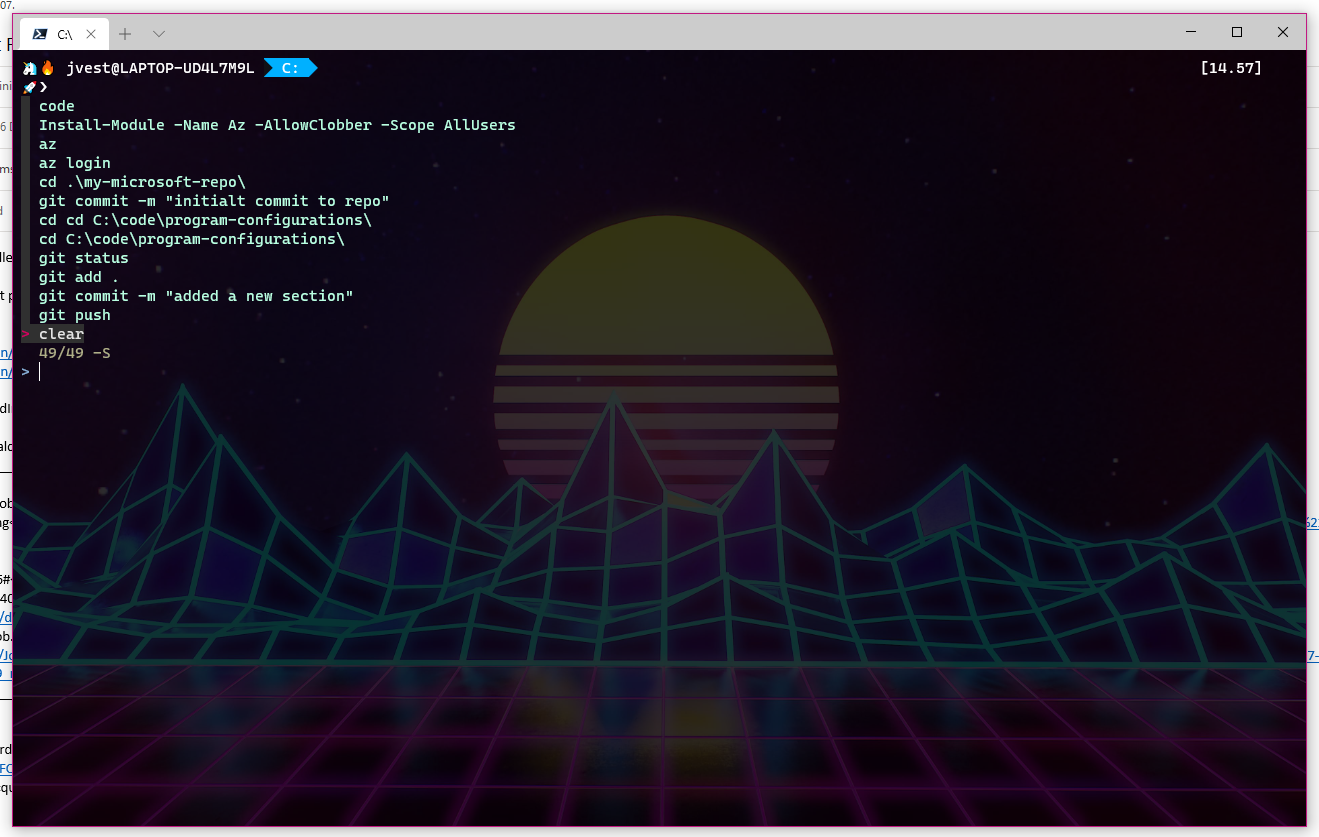 C:\
jvest@LAPTOP-UD4L7M9L C: [14.57]
❯
code
Install-Module -Name Az -AllowClobber -Scope AllUsers
az
az login
cd .\my-microsoft-repo\
git commit -m "initialt commit to repo"
cd cd C:\code\program-configurations\
cd C:\code\program-configurations\
git status
git add .
git commit -m "added a new section"
git push
> clear
49/49 -S
>